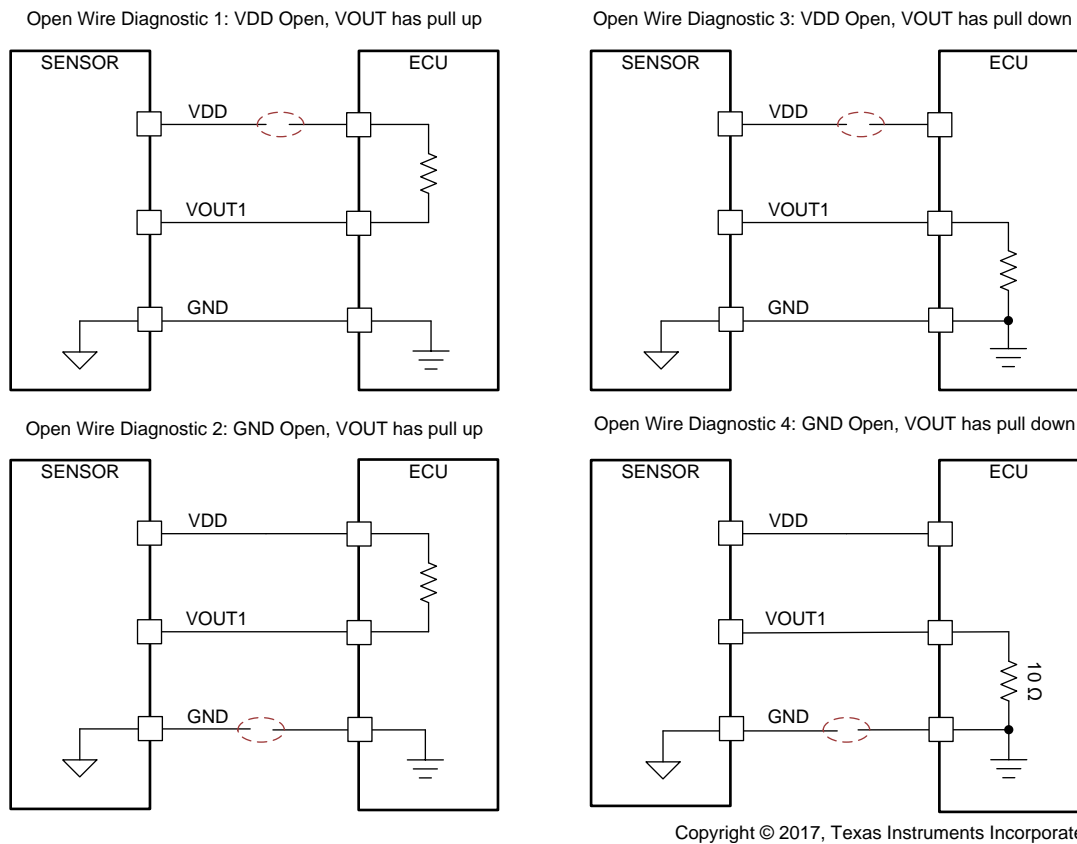 Open Wire Diagnostic 1: VDD Open, VOUT has pull up
SENSOR
ECU
VDD
VOUT1
GND
Open Wire Diagnostic 3: VDD Open, VOUT has pull down
SENSOR
ECU
VDD
VOUT1
GND
Open Wire Diagnostic 2: GND Open, VOUT has pull up
SENSOR
ECU
VDD
VOUT1
GND
Open Wire Diagnostic 4: GND Open, VOUT has pull down
SENSOR
ECU
VDD
VOUT1
10 Ω
GND
Copyright © 2017, Texas Instruments Incorporate